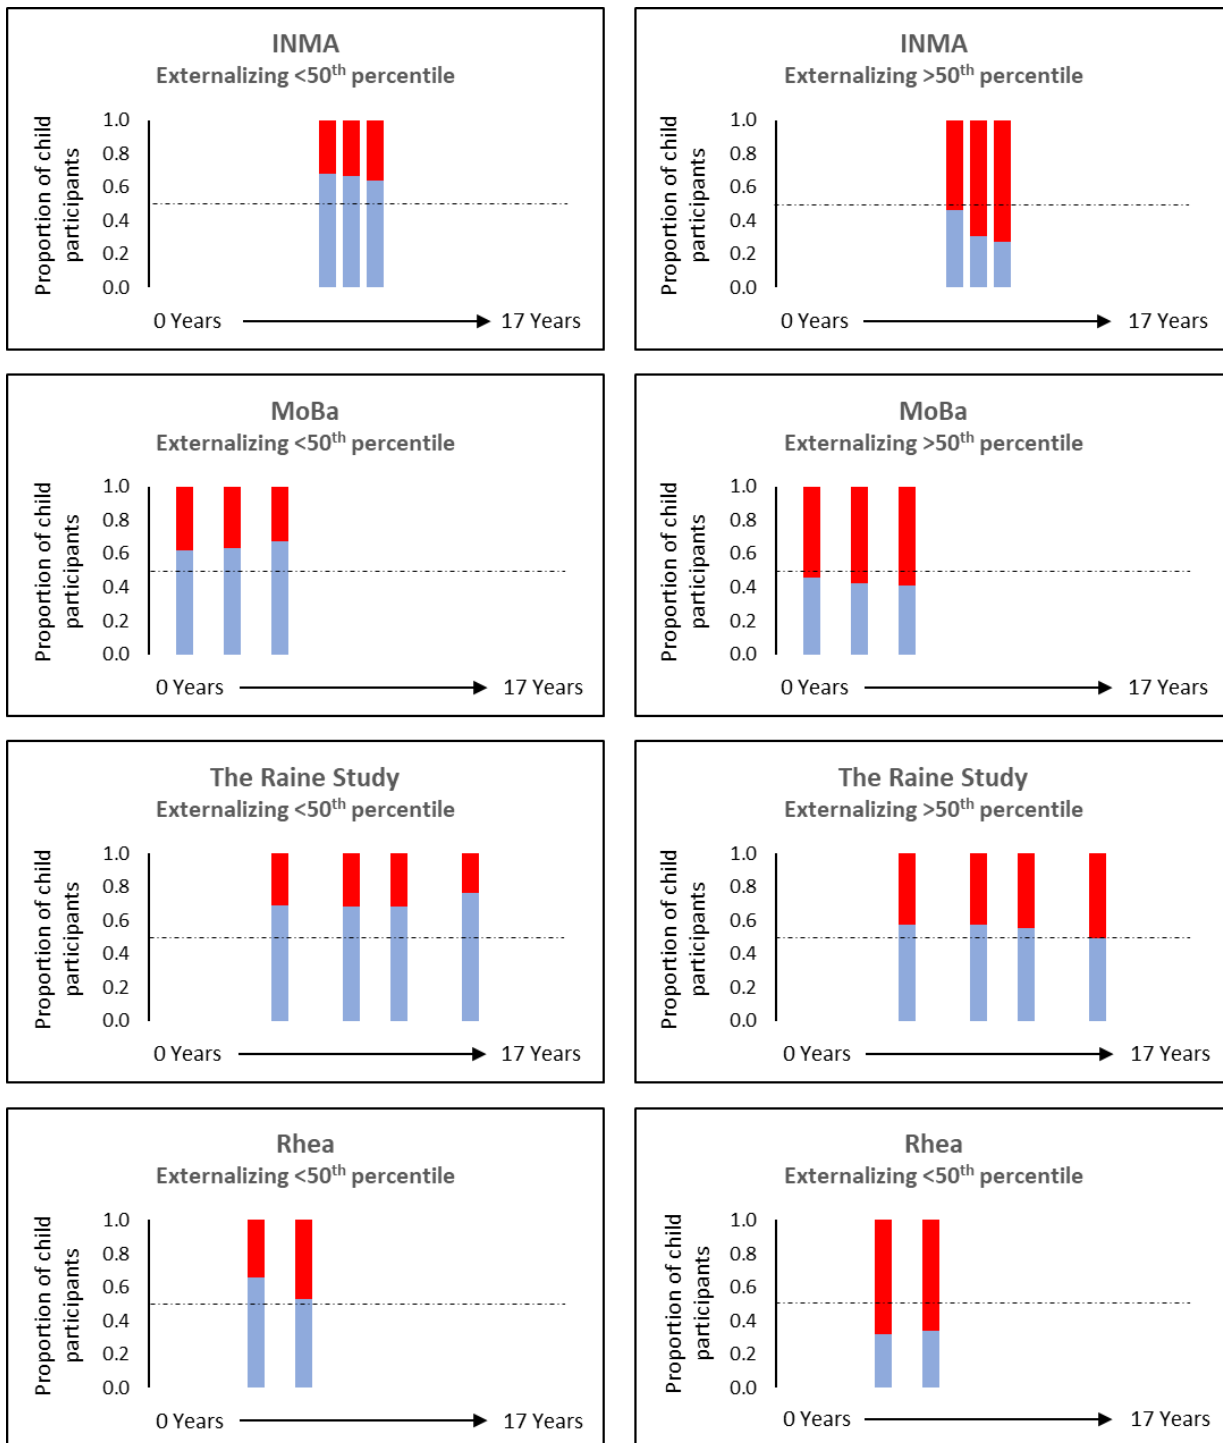 INMA
Externalizing <50th percentile
Proportion of child
participants
1.0
0.8
0.6
0.4
0.2
0.0
0 Years
17 Years
INMA
Externalizing >50th percentile
Proportion of child
participants
1.0
0.8
0.6
0.4
0.2
0.0
0 Years
17 Years
MoBa
Externalizing <50th percentile
Proportion of child
participants
1.0
0.8
0.6
0.4
0.2
0.0
0 Years
17 Years
MoBa
Externalizing >50th percentile
Proportion of child
participants
1.0
0.8
0.6
0.4
0.2
0.0
0 Years
17 Years
The Raine Study
Externalizing <50th percentile
Proportion of child
participants
1.0
0.8
0.6
0.4
0.2
0.0
0 Years
17 Years
The Raine Study
Externalizing >50th percentile
Proportion of child
participants
1.0
0.8
0.6
0.4
0.2
0.0
0 Years
17 Years
Rhea
Externalizing <50th percentile
Proportion of child
participants
1.0
0.8
0.6
0.4
0.2
0.0
0 Years
17 Years
Rhea
Externalizing <50th percentile
Proportion of child
participants
1.0
0.8
0.6
0.4
0.2
0.0
0 Years
17 Years